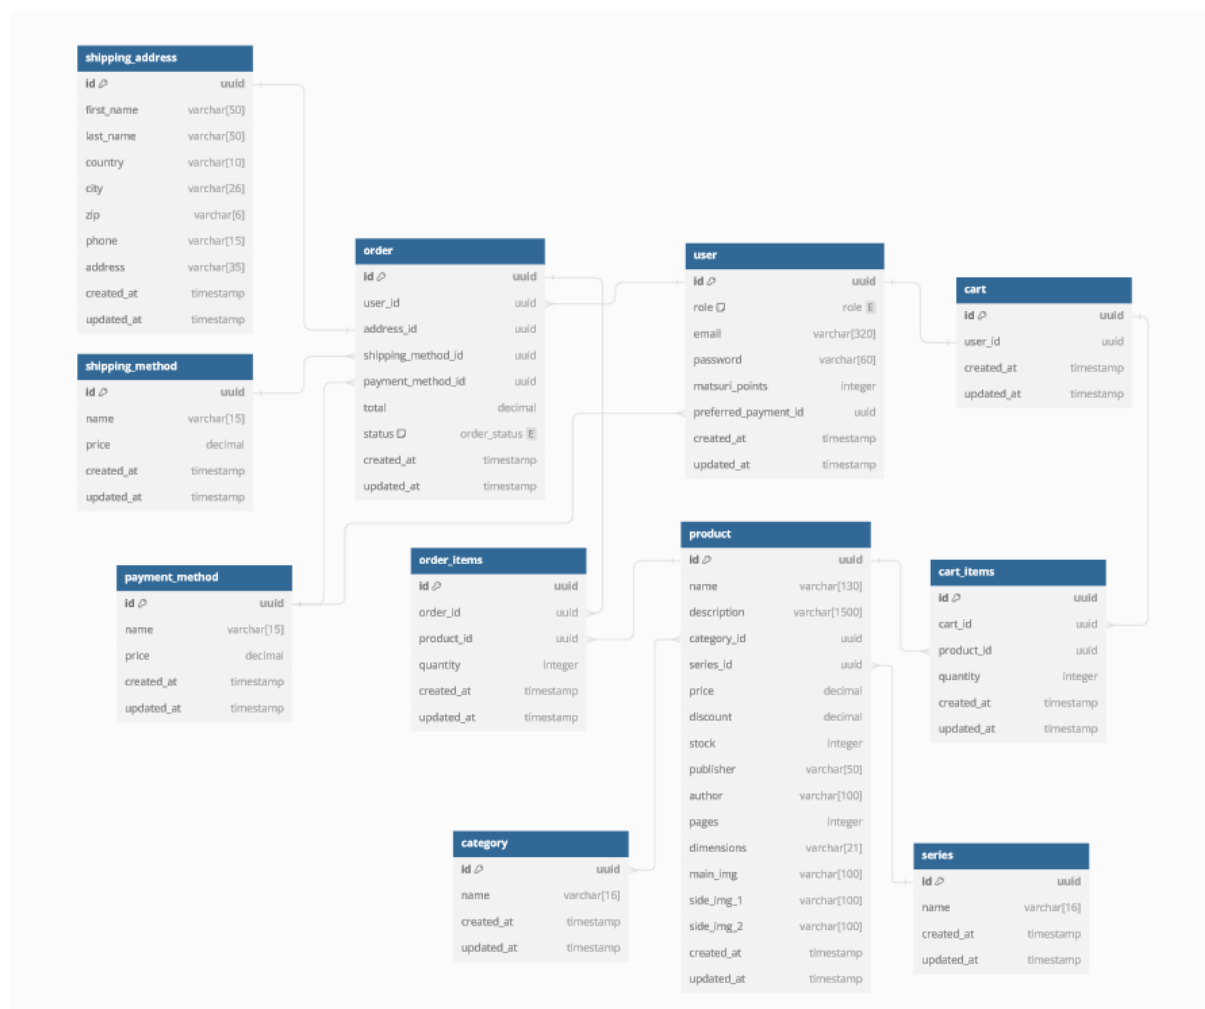 shipping_address
id uuid
first_name varchar[50]
last_name varchar[50]
country varchar[10]
city varchar[26]
zip varchar[6]
phone varchar[15]
address varchar[35]
created_at timestamp
updated_at timestamp
shipping_method
id uuid
name varchar[15]
price decimal
created_at timestamp
updated_at timestamp
order
id uuid
user_id uuid
address_id uuid
shipping_method_id uuid
payment_method_id uuid
total decimal
status order_status E
created_at timestamp
updated_at timestamp
user
id uuid
role role E
email varchar[320]
password varchar[60]
matsuri_points integer
preferred_payment_id uuid
created_at timestamp
updated_at timestamp
cart
id uuid
user_id uuid
created_at timestamp
updated_at timestamp
payment_method
id uuid
name varchar[15]
price decimal
created_at timestamp
updated_at timestamp
order_items
id uuid
order_id uuid
product_id uuid
quantity integer
created_at timestamp
updated_at timestamp
product
id uuid
name varchar[130]
description varchar[1500]
category_id uuid
series_id uuid
price decimal
discount decimal
stock integer
publisher varchar[50]
author varchar[100]
pages integer
dimensions varchar[21]
main_img varchar[100]
side_img_1 varchar[100]
side_img_2 varchar[100]
created_at timestamp
updated_at timestamp
cart_items
id uuid
cart_id uuid
product_id uuid
quantity integer
created_at timestamp
updated_at timestamp
category
id uuid
name varchar[16]
created_at timestamp
updated_at timestamp
series
id uuid
name varchar[16]
created_at timestamp
updated_at timestamp